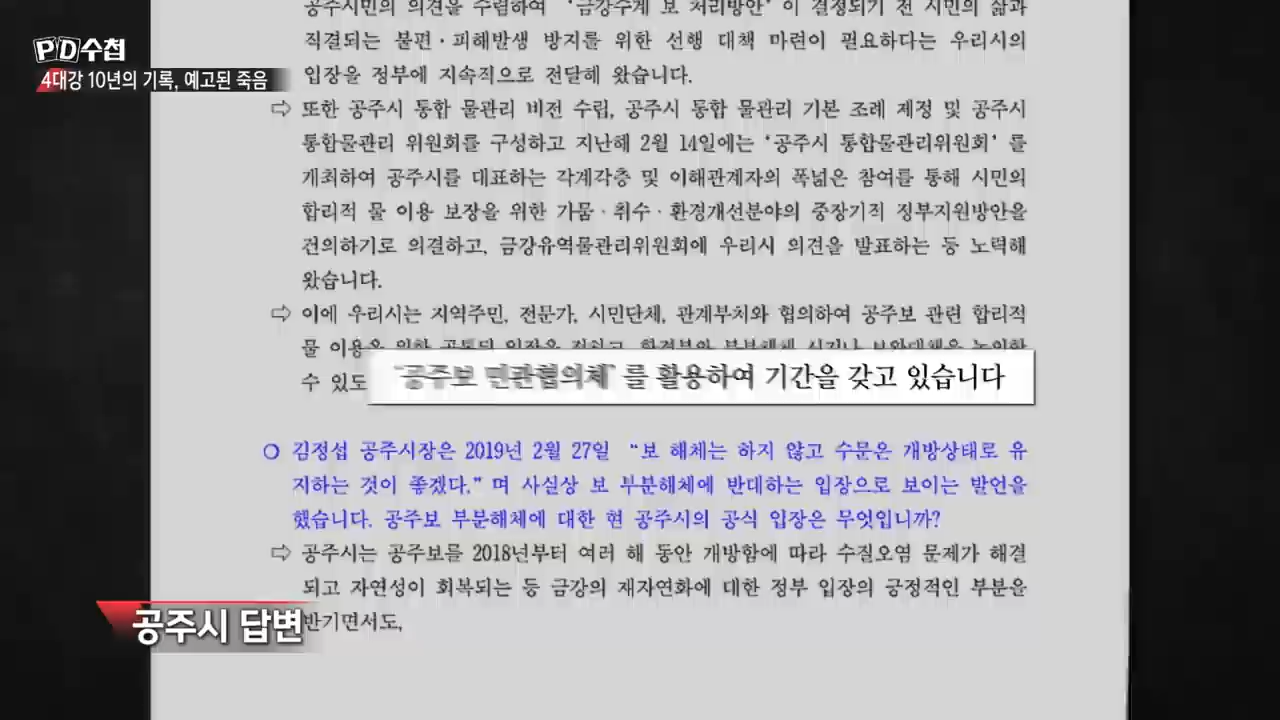 PD수첩
4대강 10년의 기록, 예고된 죽음
공주시민의 의견을 수렴하여 ‘금강수계 보 처리방안’ 이 결정되기 전 시민의 삶과
직결되는 불편·피해발생 방지를 위한 선행 대책 마련이 필요하다는 우리시의
입장을 정부에 지속적으로 전달해 왔습니다.
⇨ 또한 공주시 통합 물관리 비전 수립, 공주시 통합 물관리 기본 조례 제정 및 공주시
통합물관리 위원회를 구성하고 지난해 2월 14일에는 ‘공주시 통합물관리위원회’ 를
개최하여 공주시를 대표하는 각계각층 및 이해관계자의 폭넓은 참여를 통해 시민의
합리적 물 이용 보장을 위한 가뭄·취수·환경개선분야의 중장기적 정부지원방안을
건의하기로 의결하고, 금강유역물관리위원회에 우리시 의견을 발표하는 등 노력해
왔습니다.
⇨ 이에 우리시는 지역주민, 전문가, 시민단체, 관계부처와 협의하여 공주보 관련 합리적
물 이용을 위한
수 있도
“공주보 민관협의체” 를 활용하여 기간을 갖고 있습니다
❍ 김정섭 공주시장은 2019년 2월 27일 “보 해체는 하지 않고 수문은 개방상태로 유
지하는 것이 좋겠다.” 며 사실상 보 부분해체에 반대하는 입장으로 보이는 발언을
했습니다. 공주보 부분해체에 대한 현 공주시의 공식 입장은 무엇입니까?
⇨ 공주시는 공주보를 2018년부터 여러 해 동안 개방함에 따라 수질오염 문제가 해결
되고 자연성이 회복되는 등 금강의 재자연화에 대한 정부 입장의 긍정적인 부분을
반기면서도,
공주시 답변